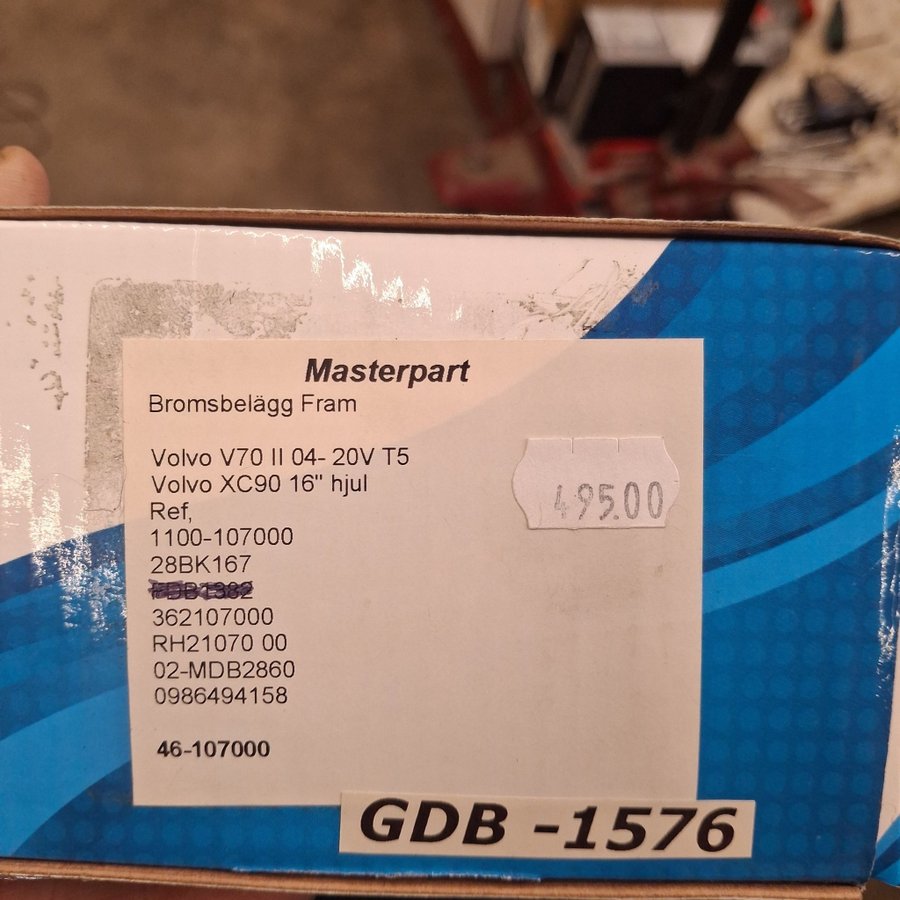 Masterpart
Bromsbelägg Fram
Volvo V70 II 04- 20V T5
Volvo XC90 16" hjul
495.00
Ref,
1100-107000
28BK167
FDB1382
362107000
RH21070 00
02-MDB2860
0986494158
46-107000
GDB -1576